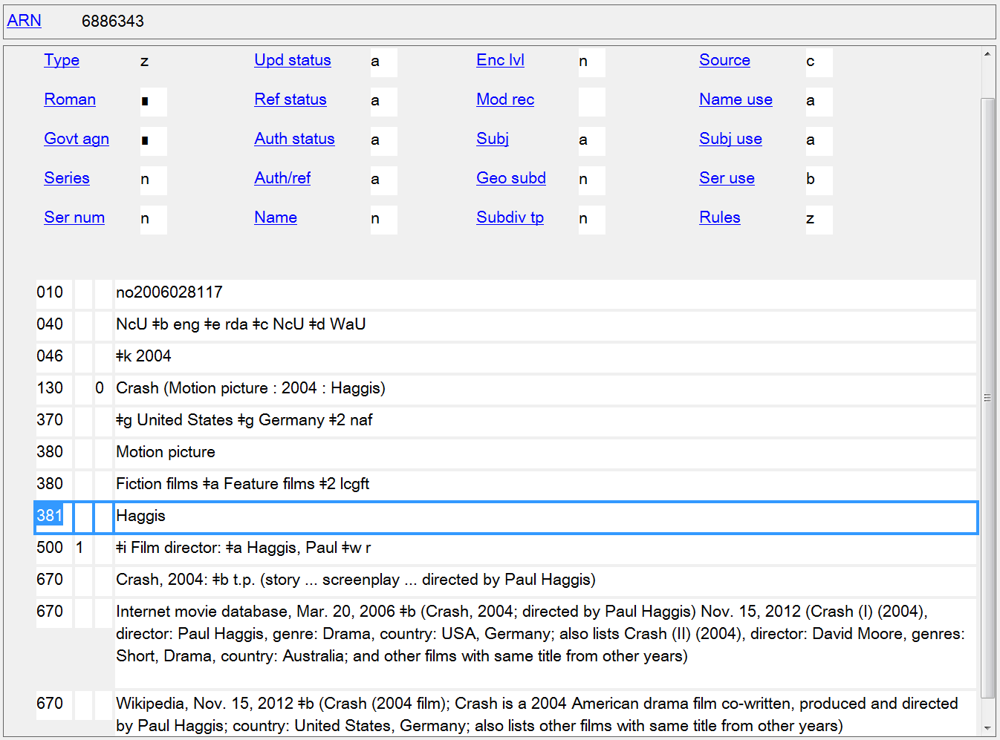 ARN 6886343
Type z Upd status a Enc lvl n Source c
Roman ∎ Ref status a Mod rec Name use a
Govt agn ∎ Auth status a Subj a Subj use a
Series n Auth/ref a Geo subd n Ser use b
Ser num n Name n Subdiv tp n Rules z
010 no2006028117
040 NcU ǂb eng ǂe rda ǂc NcU ǂd WaU
046 ǂk 2004
130 0 Crash (Motion picture : 2004 : Haggis)
370 ǂg United States ǂg Germany ǂ2 naf
380 Motion picture
380 Fiction films ǂa Feature films ǂ2 lcgft
381 Haggis
500 1 ǂi Film director: ǂa Haggis, Paul ǂw r
670 Crash, 2004: ǂb t.p. (story ... screenplay ... directed by Paul Haggis)
670 Internet movie database, Mar. 20, 2006 ǂb (Crash, 2004; directed by Paul Haggis) Nov. 15, 2012 (Crash (I) (2004),
director: Paul Haggis, genre: Drama, country: USA, Germany; also lists Crash (II) (2004), director: David Moore, genres:
Short, Drama, country: Australia; and other films with same title from other years)
670 Wikipedia, Nov. 15, 2012 ǂb (Crash (2004 film); Crash is a 2004 American drama film co-written, produced and directed
by Paul Haggis; country: United States, Germany; also lists other films with same title from other years)